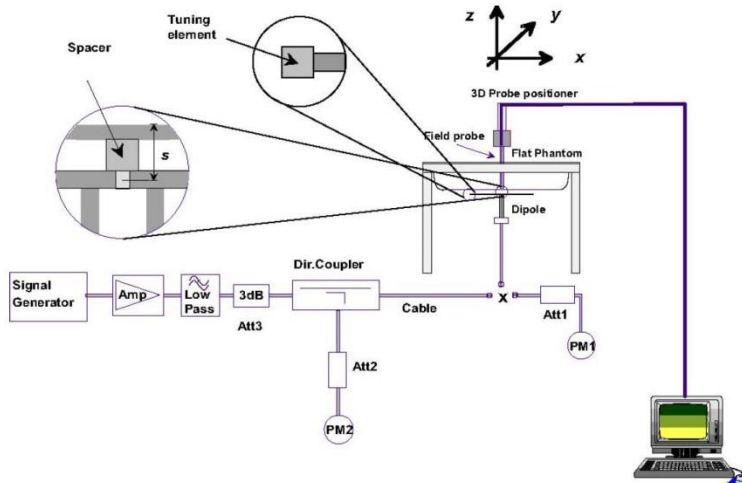 Tuning
element
Spacer
s
z
y
x
3D Probe positioner
Field probe
Flat Phantom
Dipole
Signal
Generator
Amp
Low
Pass
3dB
Att3
Dir.Coupler
Cable
x
Att1
PM1
Att2
PM2